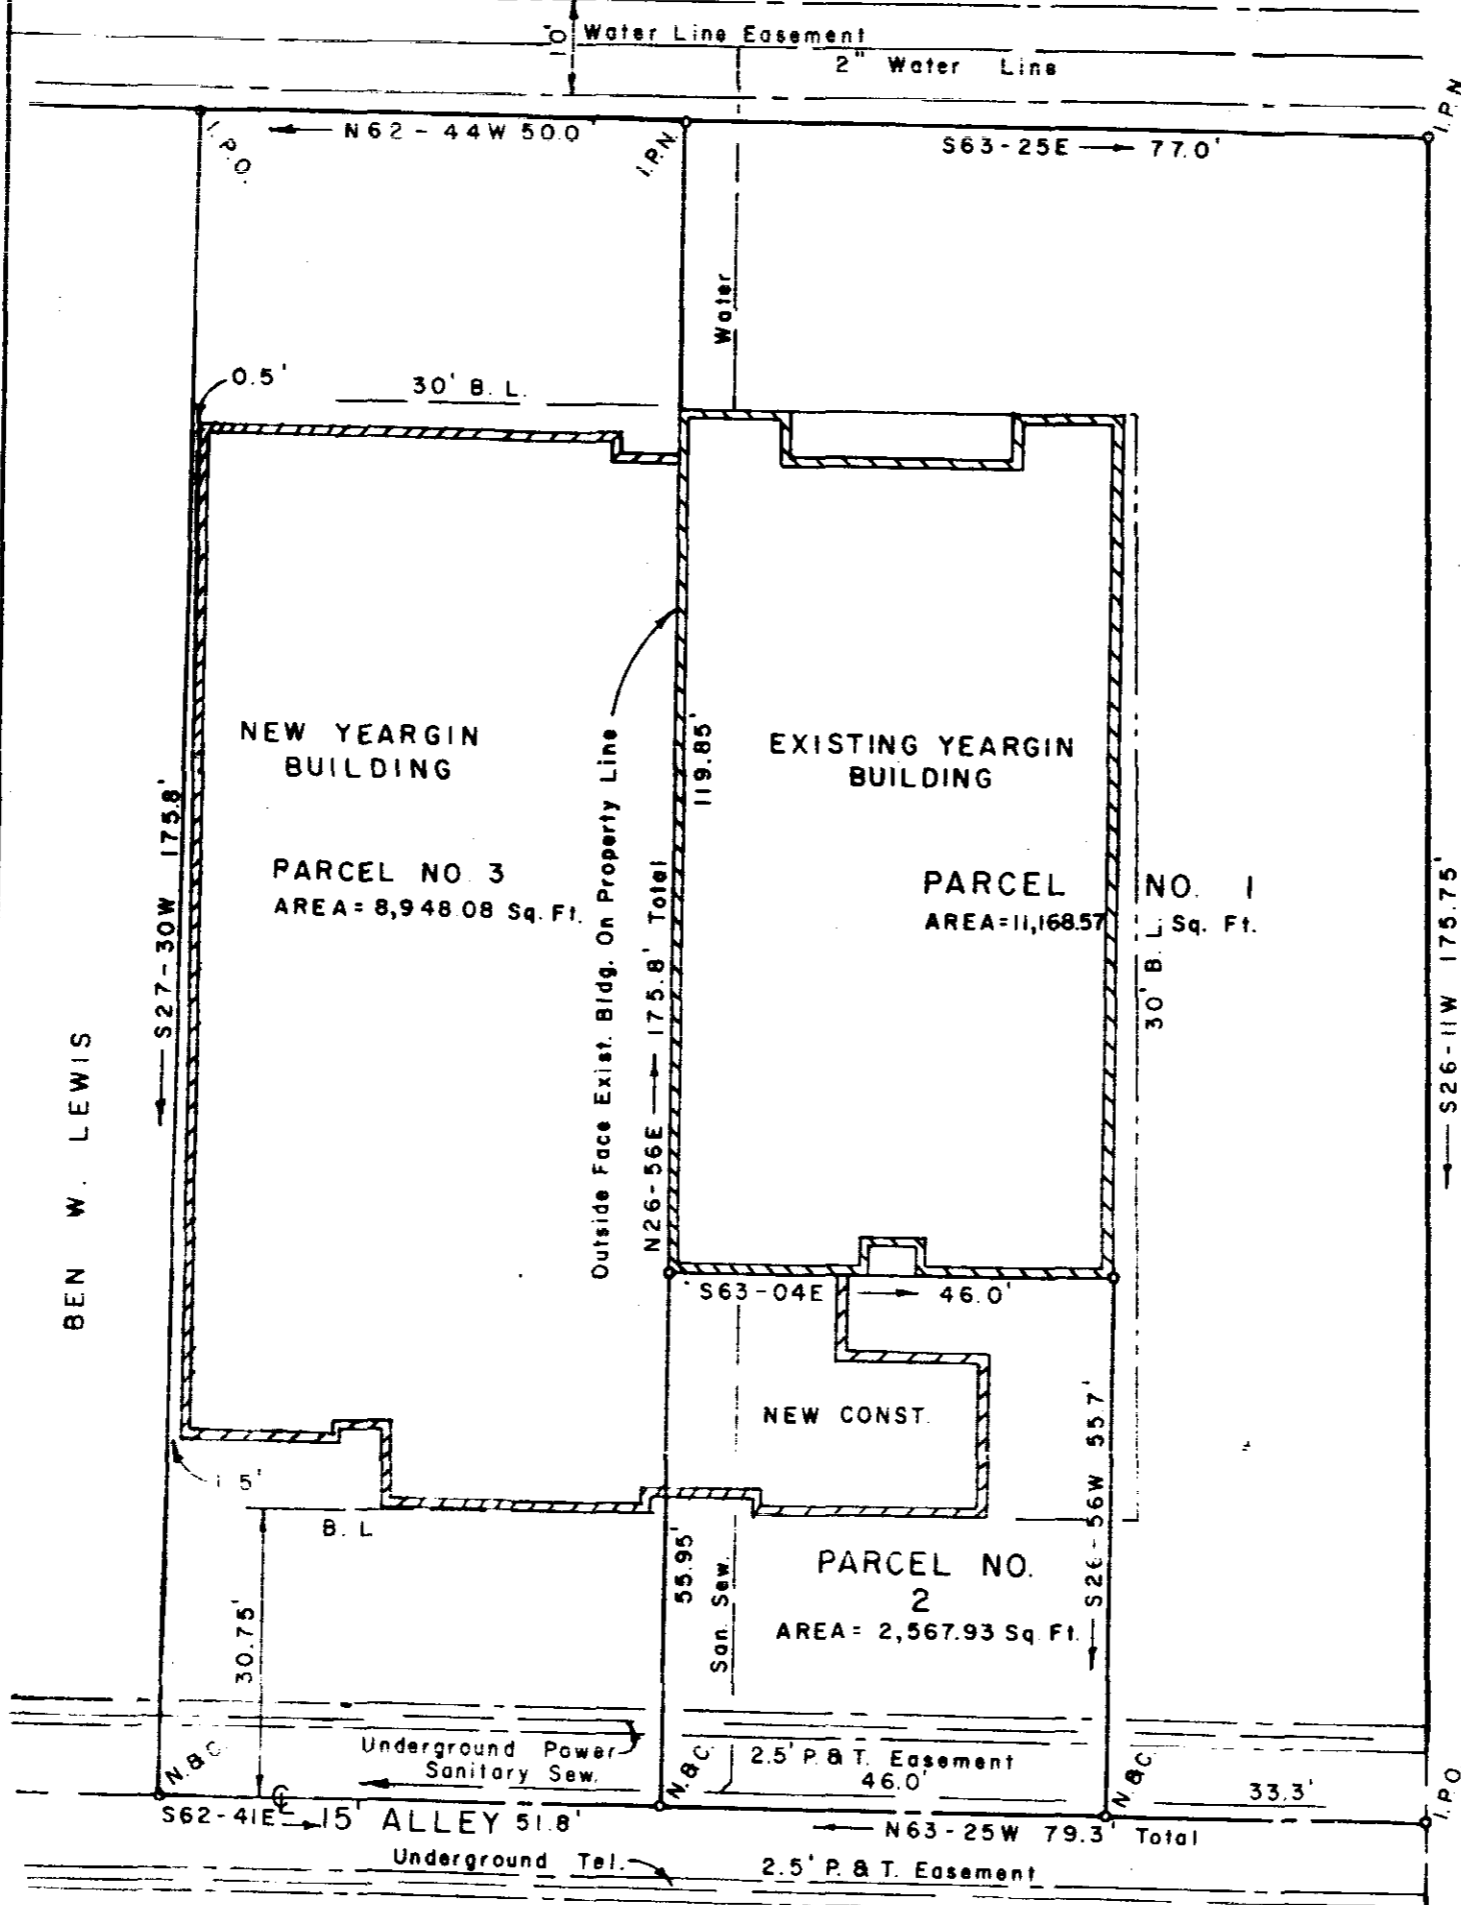 10'
Water Line Easement
2" Water Line
N62-44W 50.0'
S63-25E 77.0'
I.P.O.
I.P.N.
I.P.N.
Water
0.5'
30' B.L.
NEW YEARGIN
BUILDING
EXISTING YEARGIN
BUILDING
119.85'
PARCEL NO. 3
AREA= 8,948.08 Sq. Ft.
PARCEL NO. 1
AREA=11,168.57 Sq. Ft.
S27-30W 175.8'
Outside Face Exist. Bldg. On Property Line
N26-56E 175.8' Total
30' B.L.
S26-11W 175.75'
BEN W. LEWIS
S63-04E 46.0'
NEW CONST.
1.5'
B.L.
30.75'
55.95'
San. Sew.
S26-56W 55.7'
PARCEL NO.
2
AREA= 2,567.93 Sq. Ft.
Underground Power
Sanitary Sew.
2.5' P. & T. Easement
46.0'
33.3'
N.&C.
N.&C.
N.&C.
I.P.O.
S62-41E 15' ALLEY 51.8'
N63-25W 79.3' Total
Underground Tel.
2.5' P. & T. Easement